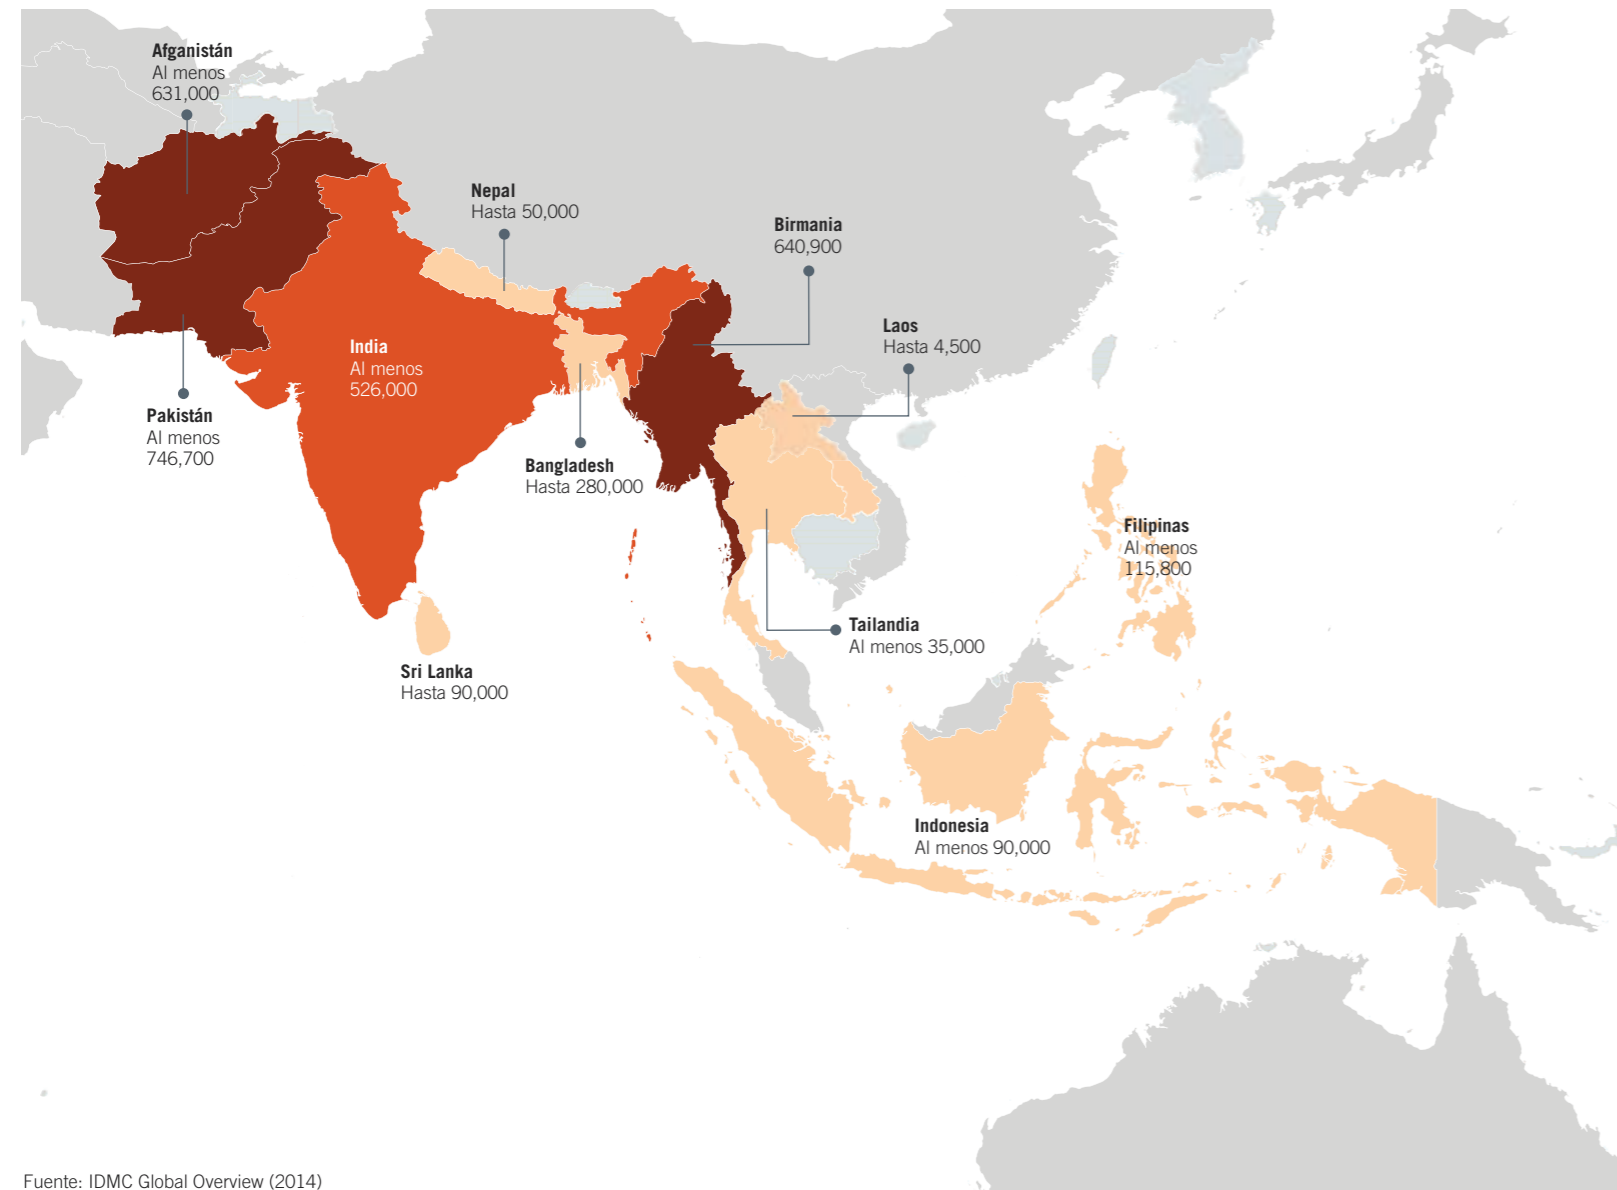 Afganistán
Al menos
631,000
Nepal
Hasta 50,000
Birmania
640,900
Laos
Hasta 4,500
India
Al menos
526,000
Pakistán
Al menos
746,700
Bangladesh
Hasta 280,000
Filipinas
Al menos
115,800
Tailandia
Al menos 35,000
Sri Lanka
Hasta 90,000
Indonesia
Al menos 90,000
Fuente: IDMC Global Overview (2014)